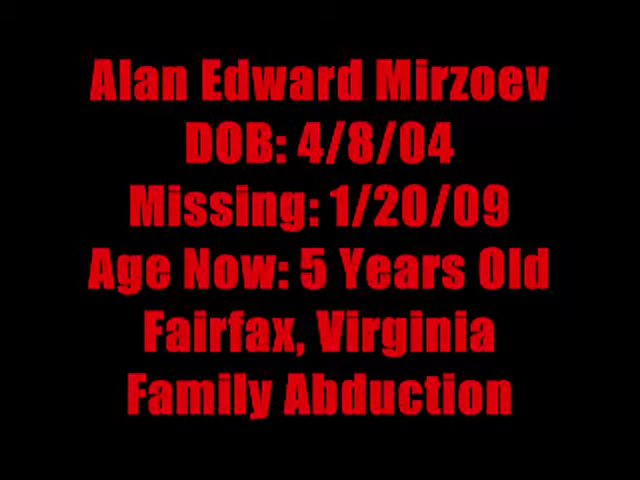 Alan Edward Mirzoev
DOB: 4/8/04
Missing: 1/20/09
Age Now: 5 Years Old
Fairfax, Virginia
Family Abduction